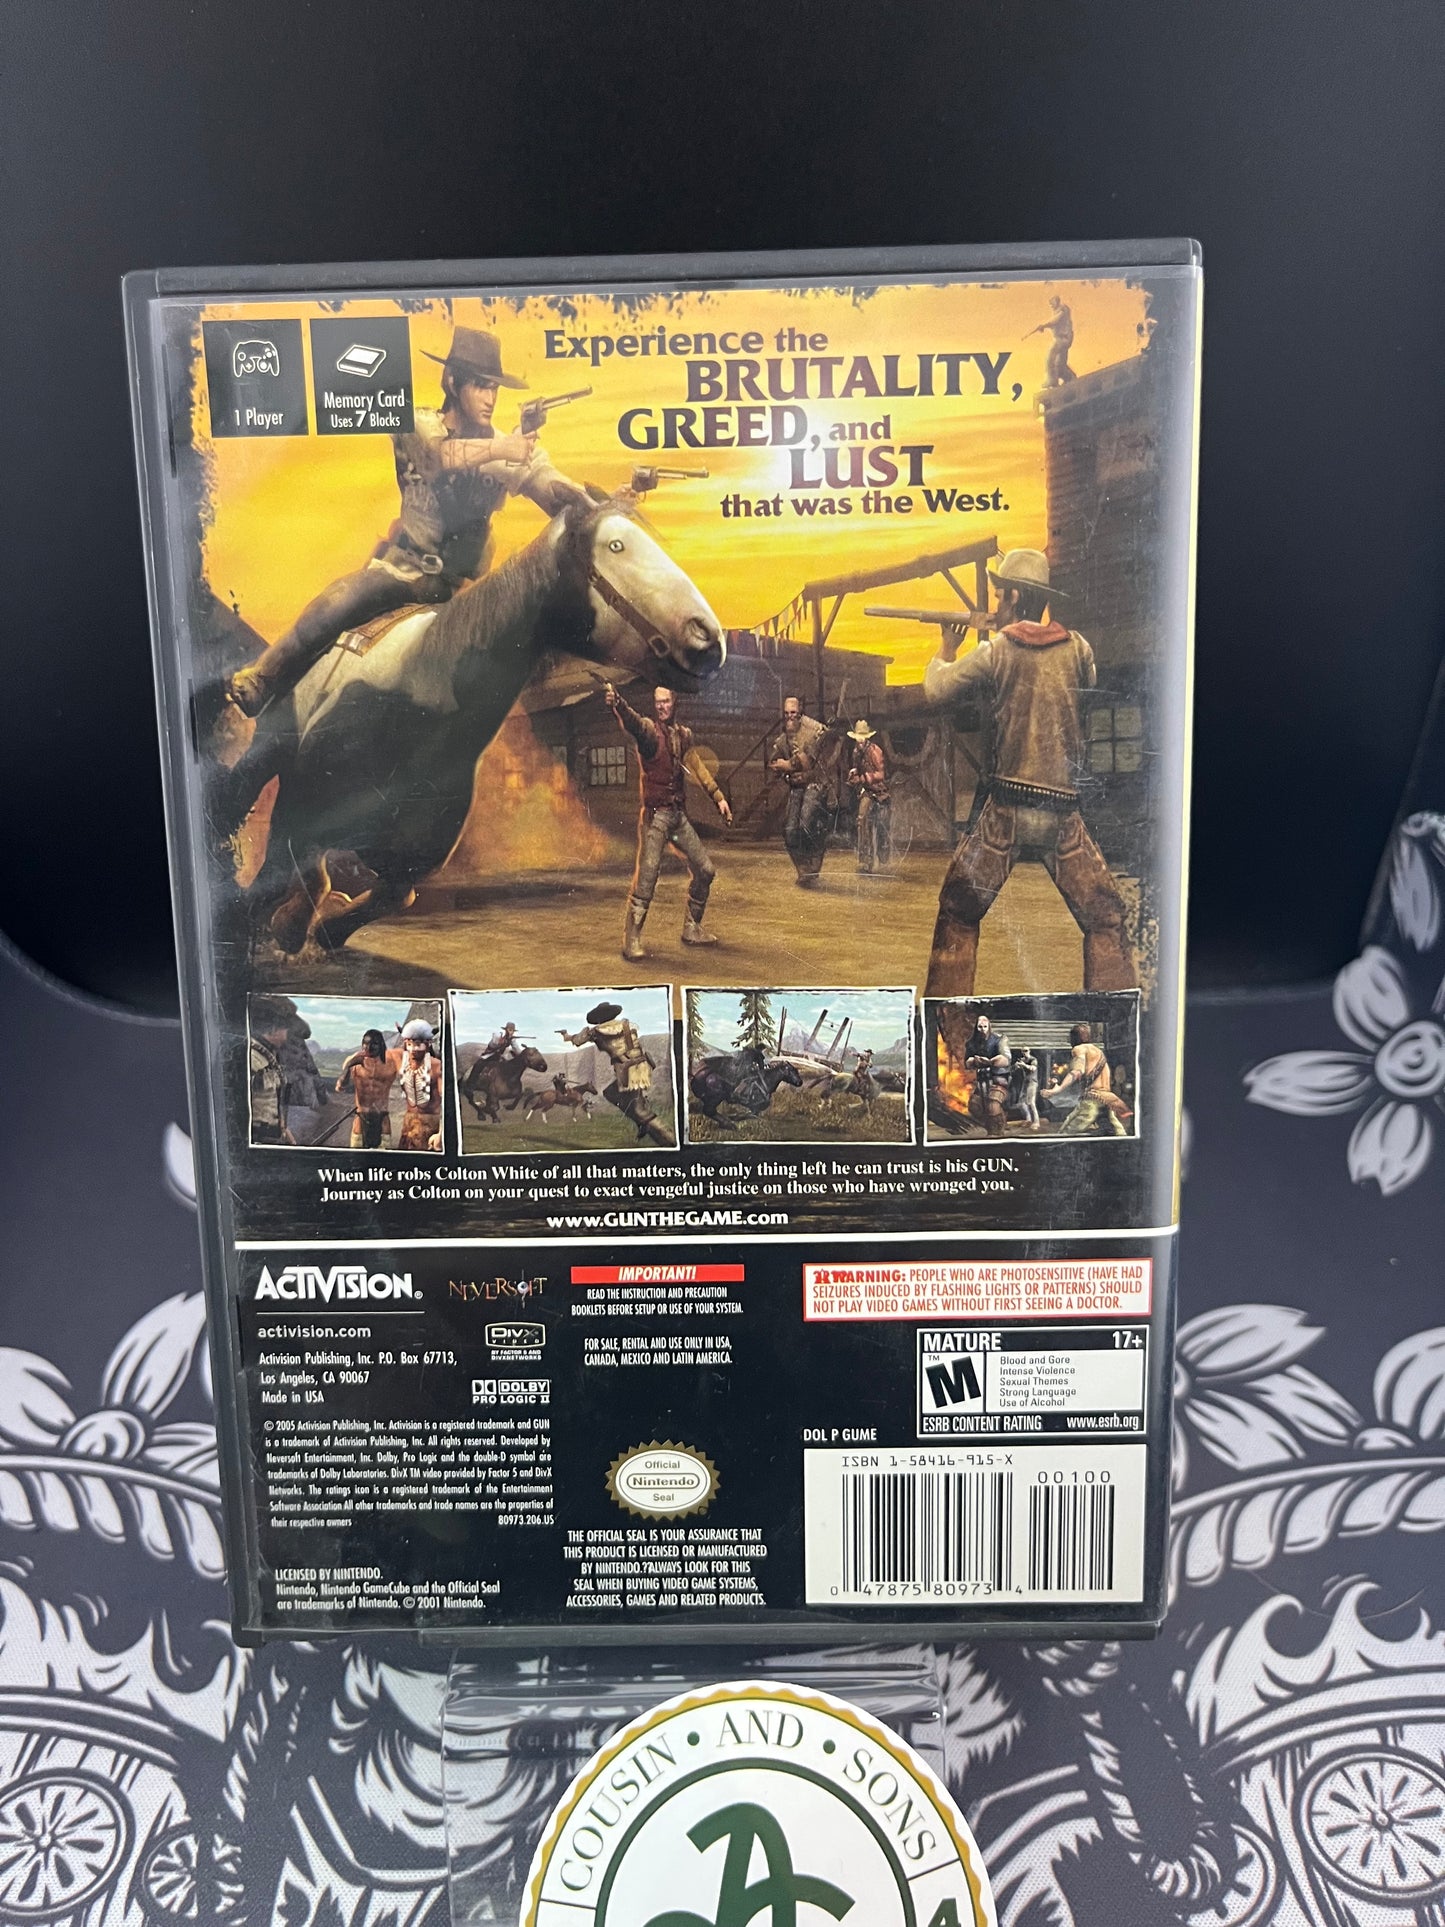 1 Player
Memory Card
Uses 7 Blocks
Experience the
BRUTALITY,
GREED, and
LUST
that was the West.
When life robs Colton White of all that matters, the only thing left he can trust is his GUN.
Journey as Colton on your quest to exact vengeful justice on those who have wronged you.
www.GUNTHEGAME.com
ACTIVISION®
activision.com
Activision Publishing, Inc. P.O. Box 67713,
Los Angeles, CA 90067
Made in USA
NEVERSOFT
DIVX
VIDEO
BY FACTOR 5 AND
DIVXNETWORKS
DOLBY
PRO LOGIC II
© 2005 Activision Publishing, Inc. Activision is a registered trademark and GUN
is a trademark of Activision Publishing, Inc. All rights reserved. Developed by
Neversoft Entertainment, Inc. Dolby, Pro Logic and the double-D symbol are
trademarks of Dolby Laboratories. DivX TM video provided by Factor 5 and DivX
Networks. The ratings icon is a registered trademark of the Entertainment
Software Association All other trademarks and trade names are the properties of
their respective owners
80973.206.US
LICENSED BY NINTENDO.
Nintendo, Nintendo GameCube and the Official Seal
are trademarks of Nintendo. © 2001 Nintendo.
IMPORTANT!
READ THE INSTRUCTION AND PRECAUTION
BOOKLETS BEFORE SETUP OR USE OF YOUR SYSTEM.
FOR SALE, RENTAL AND USE ONLY IN USA,
CANADA, MEXICO AND LATIN AMERICA.
Official
Nintendo
Seal
THE OFFICIAL SEAL IS YOUR ASSURANCE THAT
THIS PRODUCT IS LICENSED OR MANUFACTURED
BY NINTENDO.??ALWAYS LOOK FOR THIS
SEAL WHEN BUYING VIDEO GAME SYSTEMS,
ACCESSORIES, GAMES AND RELATED PRODUCTS.
WARNING: PEOPLE WHO ARE PHOTOSENSITIVE (HAVE HAD
SEIZURES INDUCED BY FLASHING LIGHTS OR PATTERNS) SHOULD
NOT PLAY VIDEO GAMES WITHOUT FIRST SEEING A DOCTOR.
MATURE 17+
M
TM
Blood and Gore
Intense Violence
Sexual Themes
Strong Language
Use of Alcohol
ESRB CONTENT RATING www.esrb.org
DOL P GUME
ISBN 1-58416-915-X
00100
0 47875 80973 4
COUSIN • AND • SONS